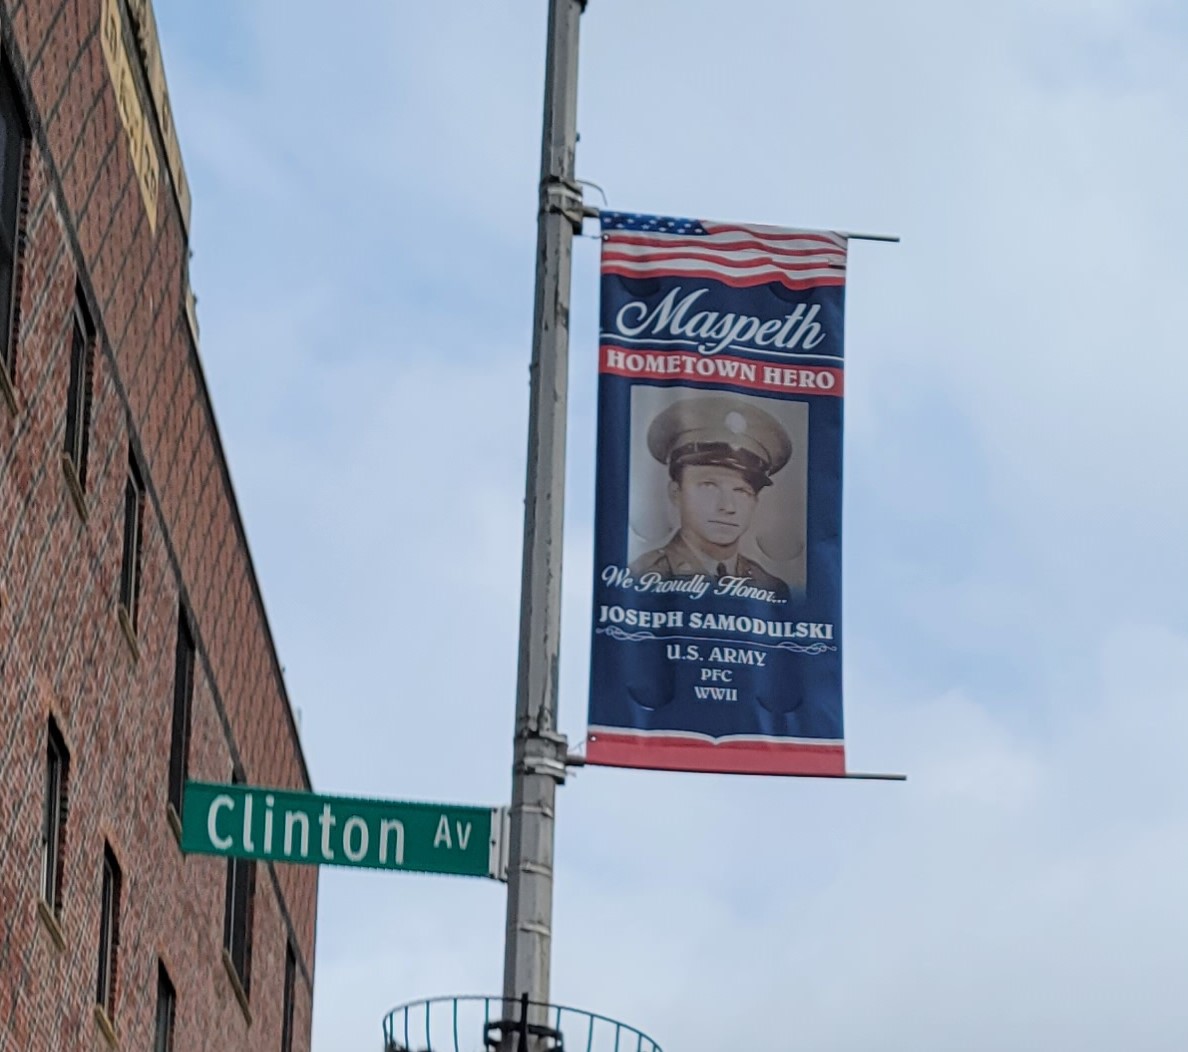 Maspeth
HOMETOWN HERO
We Proudly Honor...
JOSEPH SAMODULSKI
U.S. ARMY
PFC
WWII
Clinton Av